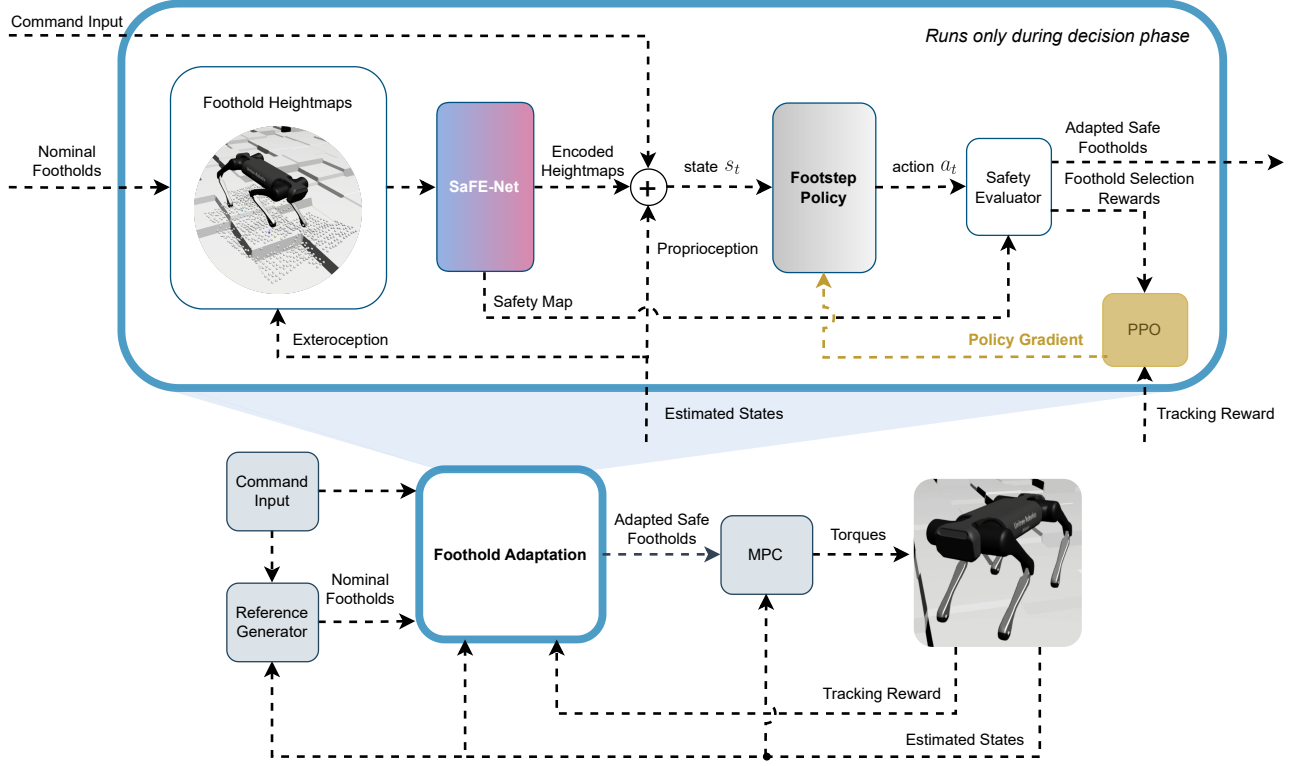 Command Input
Runs only during decision phase
Foothold Heightmaps
Nominal
Footholds
SaFE-Net
Encoded
Heightmaps
+
state s_t
Footstep
Policy
action a_t
Safety
Evaluator
Adapted Safe
Footholds
Foothold Selection
Rewards
Proprioception
Safety Map
Exteroception
Policy Gradient
PPO
Estimated States
Tracking Reward
Command
Input
Foothold Adaptation
Adapted Safe
Footholds
MPC
Torques
Nominal
Footholds
Reference
Generator
Tracking Reward
Estimated States